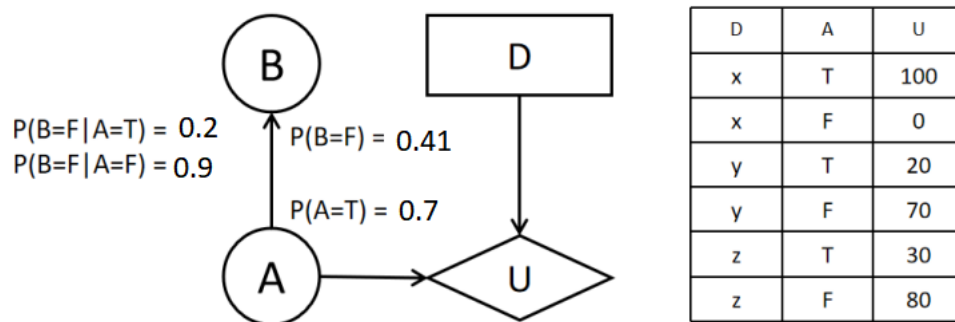 B
D
P(B=F|A=T) = 0.2
P(B=F|A=F) = 0.9
P(B=F) = 0.41
P(A=T) = 0.7
A
U
D A U
x T 100
x F 0
y T 20
y F 70
z T 30
z F 80